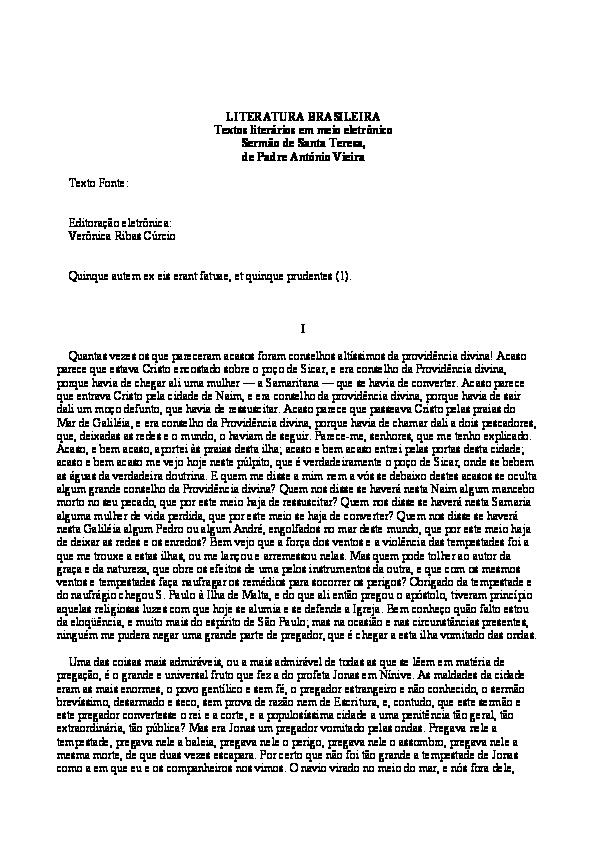 LITERATURA BRASILEIRA
Textos literários em meio eletrônico
Sermão de Santa Teresa,
de Padre António Vieira
Texto Fonte:
Editoração eletrônica:
Verônica Ribas Cúrcio
Quinque autem ex eis erant fatuae, et quinque prudentes (1).
I
Quantas vezes os que pareceram acasos foram conselhos altíssimos da providência divina! Acaso
parece que estava Cristo encostado sobre o poço de Sicar, e era conselho da Providência divina,
porque havia de chegar ali uma mulher — a Samaritana — que se havia de converter. Acaso parece
que entrava Cristo pela cidade de Naim, e era conselho da providência divina, porque havia de sair
dali um moço defunto, que havia de ressuscitar. Acaso parece que passeava Cristo pelas praias do
Mar de Galiléia, e era conselho da Providência divina, porque havia de chamar dali a dois pescadores,
que, deixadas as redes e o mundo, o haviam de seguir. Parece-me, senhores, que me tenho explicado.
Acaso, e bem acaso, aportei às praias desta ilha; acaso e bem acaso entrei pelas portas desta cidade;
acaso e bem acaso me vejo hoje neste púlpito, que é verdadeiramente o poço de Sicar, onde se bebem
as águas da verdadeira doutrina. E quem me disse a mim nem a vós se debaixo destes acasos se oculta
algum grande conselho da Providência divina? Quem nos disse se haverá nesta Naim algum mancebo
morto no seu pecado, que por este meio haja de ressuscitar? Quem nos disse se haverá nesta Samaria
alguma mulher de vida perdida, que por este meio se haja de converter? Quem nos disse se haverá
nesta Galiléia algum Pedro ou algum André, engolfados no mar deste mundo, que por este meio haja
de deixar as redes e os enredos? Bem vejo que a força dos ventos e a violência das tempestades foi a
que me trouxe a estas ilhas, ou me lançou e arremessou nelas. Mas quem pode tolher ao autor da
graça e da natureza, que obre os efeitos de uma pelos instrumentos da outra, e que com os mesmos
ventos e tempestades faça naufragar os remédios para socorrer os perigos? Obrigado da tempestade e
do naufrágio chegou S. Paulo à Ilha de Malta, e do que ali então pregou o apóstolo, tiveram princípio
aquelas religiosas luzes com que hoje se alumia e se defende a Igreja. Bem conheço quão falto estou
da eloqüência, e muito mais do espírito de São Paulo; mas na ocasião e nas circunstâncias presentes,
ninguém me pudera negar uma grande parte de pregador, que é chegar a esta ilha vomitado das ondas.
Uma das coisas mais admiráveis, ou a mais admirável de todas as que se lêem em matéria de
pregação, é o grande e universal fruto que fez a do profeta Jonas em Nínive. As maldades da cidade
eram as mais enormes, o povo gentílico e sem fé, o pregador estrangeiro e não conhecido, o sermão
brevíssimo, desarmado e seco, sem prova de razão nem de Escritura, e, contudo, que este sermão e
este pregador convertesse o rei e a corte, e a populosíssima cidade a uma penitência tão geral, tão
extraordinária, tão pública? Mas era Jonas um pregador vomitado pelas ondas. Pregava nele a
tempestade, pregava nele a baleia, pregava nele o perigo, pregava nele o assombro, pregava nele a
mesma morte, de que duas vezes escapara. Por certo que não foi tão grande a tempestade de Jonas
como a em que eu e os companheiros nos vimos. O navio virado no meio do mar, e nós fora dele,